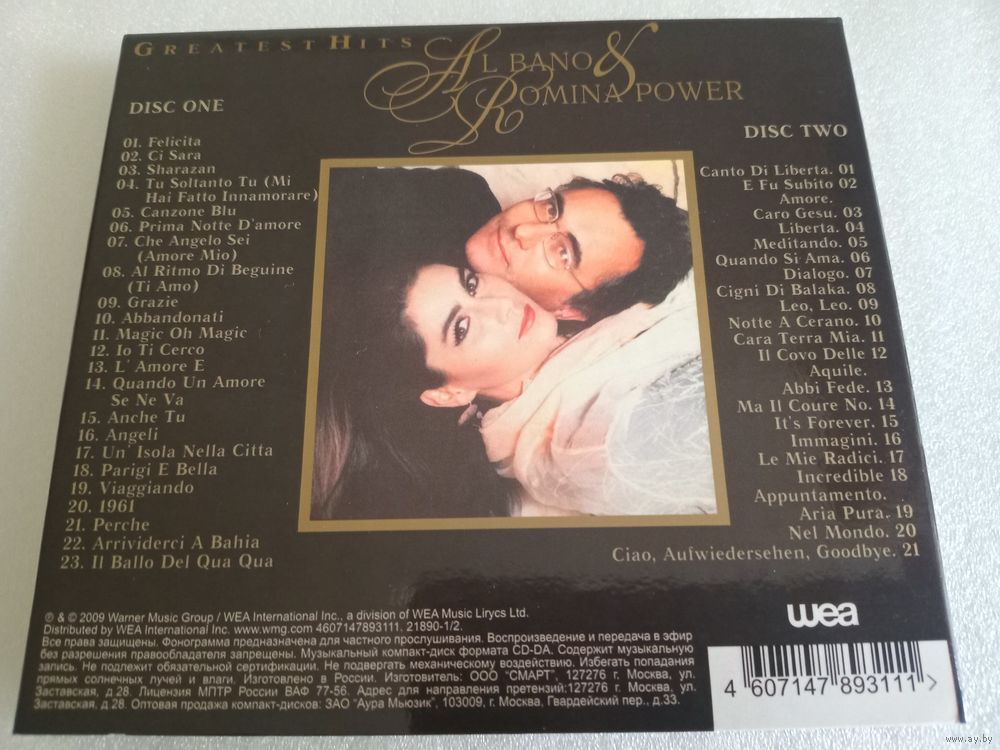 GREATEST HITS
AL BANO &
ROMINA POWER
DISC ONE
01. Felicita
02. Ci Sara
03. Sharazan
04. Tu Soltanto Tu (Mi
Hai Fatto Innamorare)
05. Canzone Blu
06. Prima Notte D'amore
07. Che Angelo Sei
(Amore Mio)
08. Al Ritmo Di Beguine
(Ti Amo)
09. Grazie
10. Abbandonati
11. Magic Oh Magic
12. Io Ti Cerco
13. L' Amore E
14. Quando Un Amore
Se Ne Va
15. Anche Tu
16. Angeli
17. Un' Isola Nella Citta
18. Parigi E Bella
19. Viaggiando
20. 1961
21. Perche
22. Arrividerci A Bahia
23. Il Ballo Del Qua Qua
DISC TWO
Canto Di Liberta. 01
E Fu Subito 02
Amore.
Caro Gesu. 03
Liberta. 04
Meditando. 05
Quando Si Ama. 06
Dialogo. 07
Cigni Di Balaka. 08
Leo, Leo. 09
Notte A Cerano. 10
Cara Terra Mia. 11
Il Covo Delle 12
Aquile.
Abbi Fede. 13
Ma Il Coure No. 14
It's Forever. 15
Immagini. 16
Le Mie Radici. 17
Incredible 18
Appuntamento.
Aria Pura. 19
Nel Mondo. 20
Ciao, Aufwiedersehen, Goodbye. 21
℗ & © 2009 Warner Music Group / WEA International Inc., a division of WEA Music Lirycs Ltd.
Distributed by WEA International Inc. www.wmg.com 4607147893111. 21890-1/2.
Все права защищены. Фонограмма предназначена для частного прослушивания. Воспроизведение и передача в эфир
без разрешения правообладателя запрещены. Музыкальный компакт-диск формата CD-DA. Содержит музыкальную
запись. Не подлежит обязательной сертификации. Не подвергать механическому воздействию. Избегать попадания
прямых солнечных лучей и влаги. Изготовлено в России. Изготовитель: ООО "СМАРТ", 127276 г. Москва, ул.
Заставская, д.28. Лицензия МПТР России ВАФ 77-56. Адрес для направления претензий:127276 г. Москва, ул.
Заставская, д.28. Оптовая продажа компакт-дисков: ЗАО "Аура Мьюзик", 103009, г. Москва, Гвардейский пер., д.33.
wea
4 607147 893111 >
www.ay.by